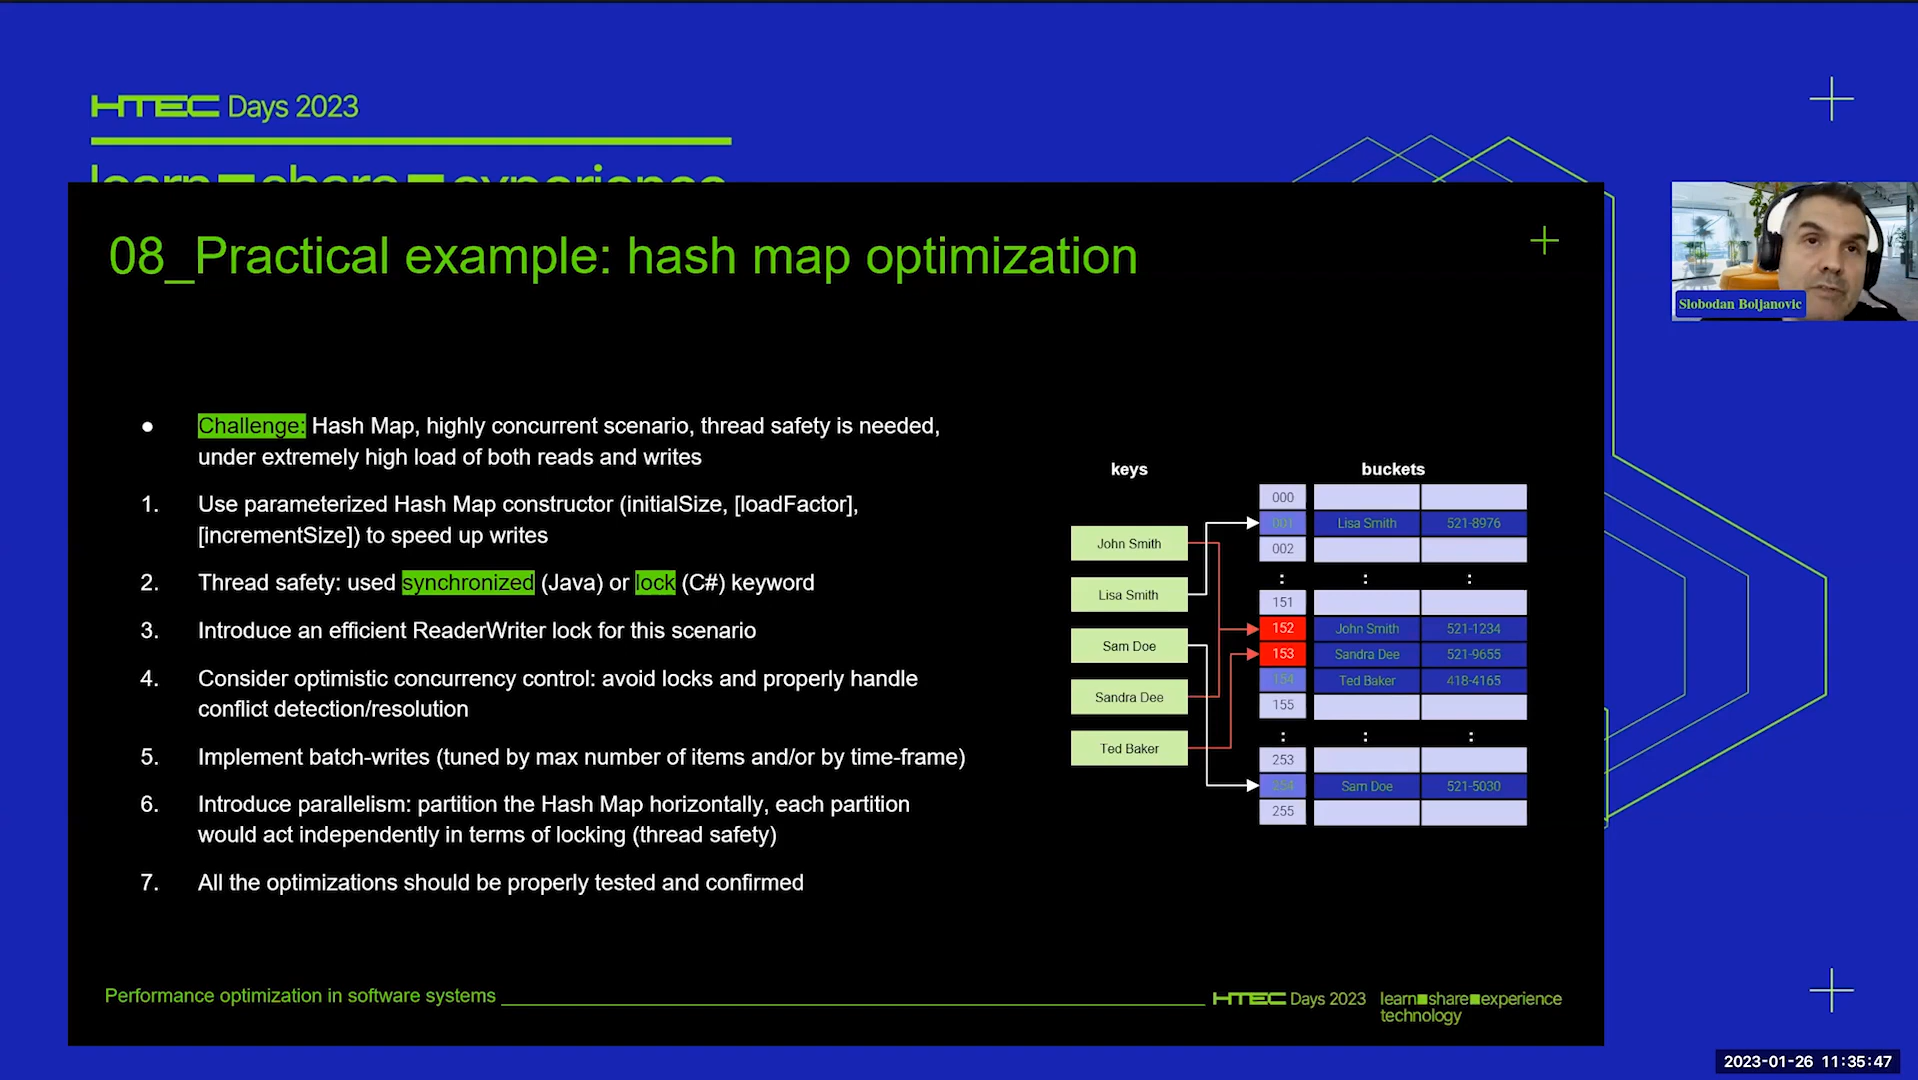 HTEC Days 2023
learn■share■experience
08_Practical example: hash map optimization
Slobodan Boljanovic
● Challenge: Hash Map, highly concurrent scenario, thread safety is needed,
under extremely high load of both reads and writes
1. Use parameterized Hash Map constructor (initialSize, [loadFactor],
[incrementSize]) to speed up writes
2. Thread safety: used synchronized (Java) or lock (C#) keyword
3. Introduce an efficient ReaderWriter lock for this scenario
4. Consider optimistic concurrency control: avoid locks and properly handle
conflict detection/resolution
5. Implement batch-writes (tuned by max number of items and/or by time-frame)
6. Introduce parallelism: partition the Hash Map horizontally, each partition
would act independently in terms of locking (thread safety)
7. All the optimizations should be properly tested and confirmed
keys
John Smith
Lisa Smith
Sam Doe
Sandra Dee
Ted Baker
buckets
000
001 Lisa Smith 521-8976
002
: : :
151
152 John Smith 521-1234
153 Sandra Dee 521-9655
154 Ted Baker 418-4165
155
: : :
253
254 Sam Doe 521-5030
255
Performance optimization in software systems
HTEC Days 2023
learn■share■experience
technology
2023-01-26 11:35:47